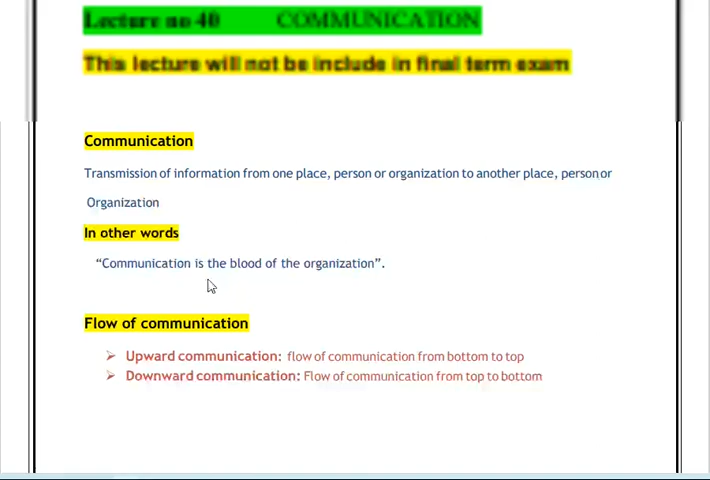 Lecture no 40 COMMUNICATION
This lecture will not be include in final term exam
Communication
Transmission of information from one place, person or organization to another place, person or
Organization
In other words
“Communication is the blood of the organization”.
Flow of communication
➢ Upward communication: flow of communication from bottom to top
➢ Downward communication: Flow of communication from top to bottom